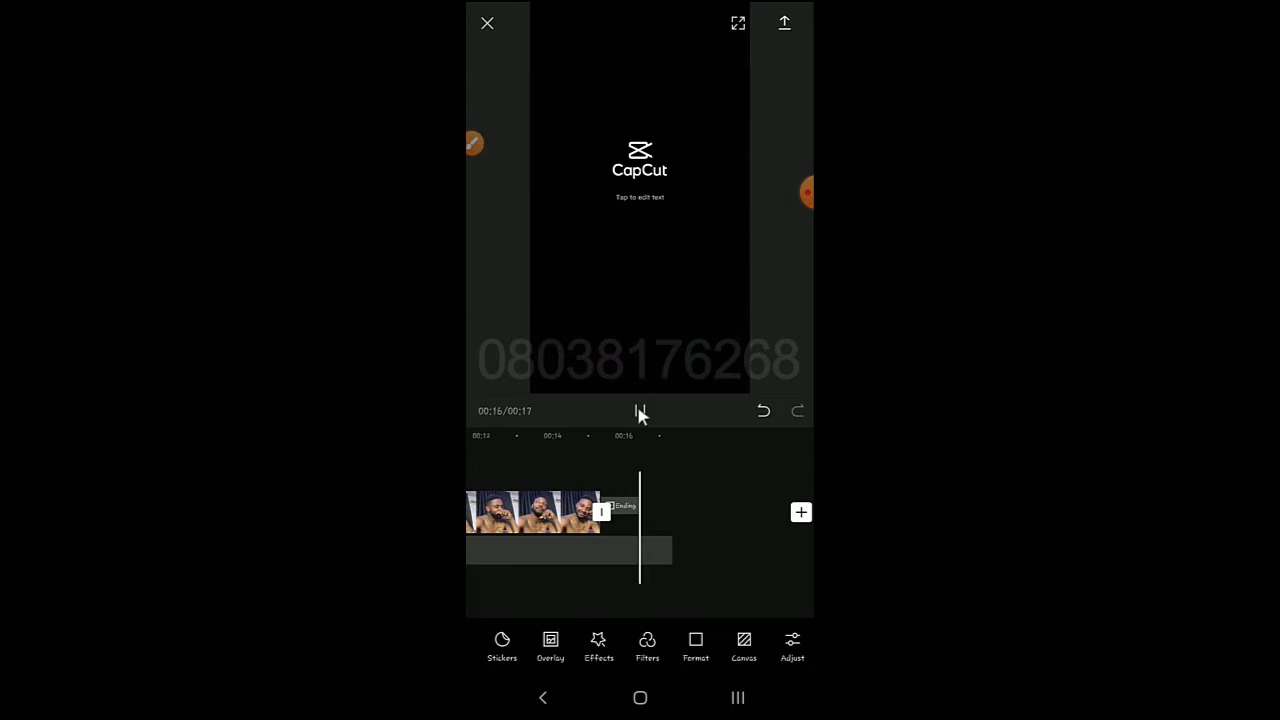 CapCut
Tap to edit text
08038176268
00:16/00:17
00:12 00:14 00:16
Ending
Stickers Overlay Effects Filters Format Canvas Adjust